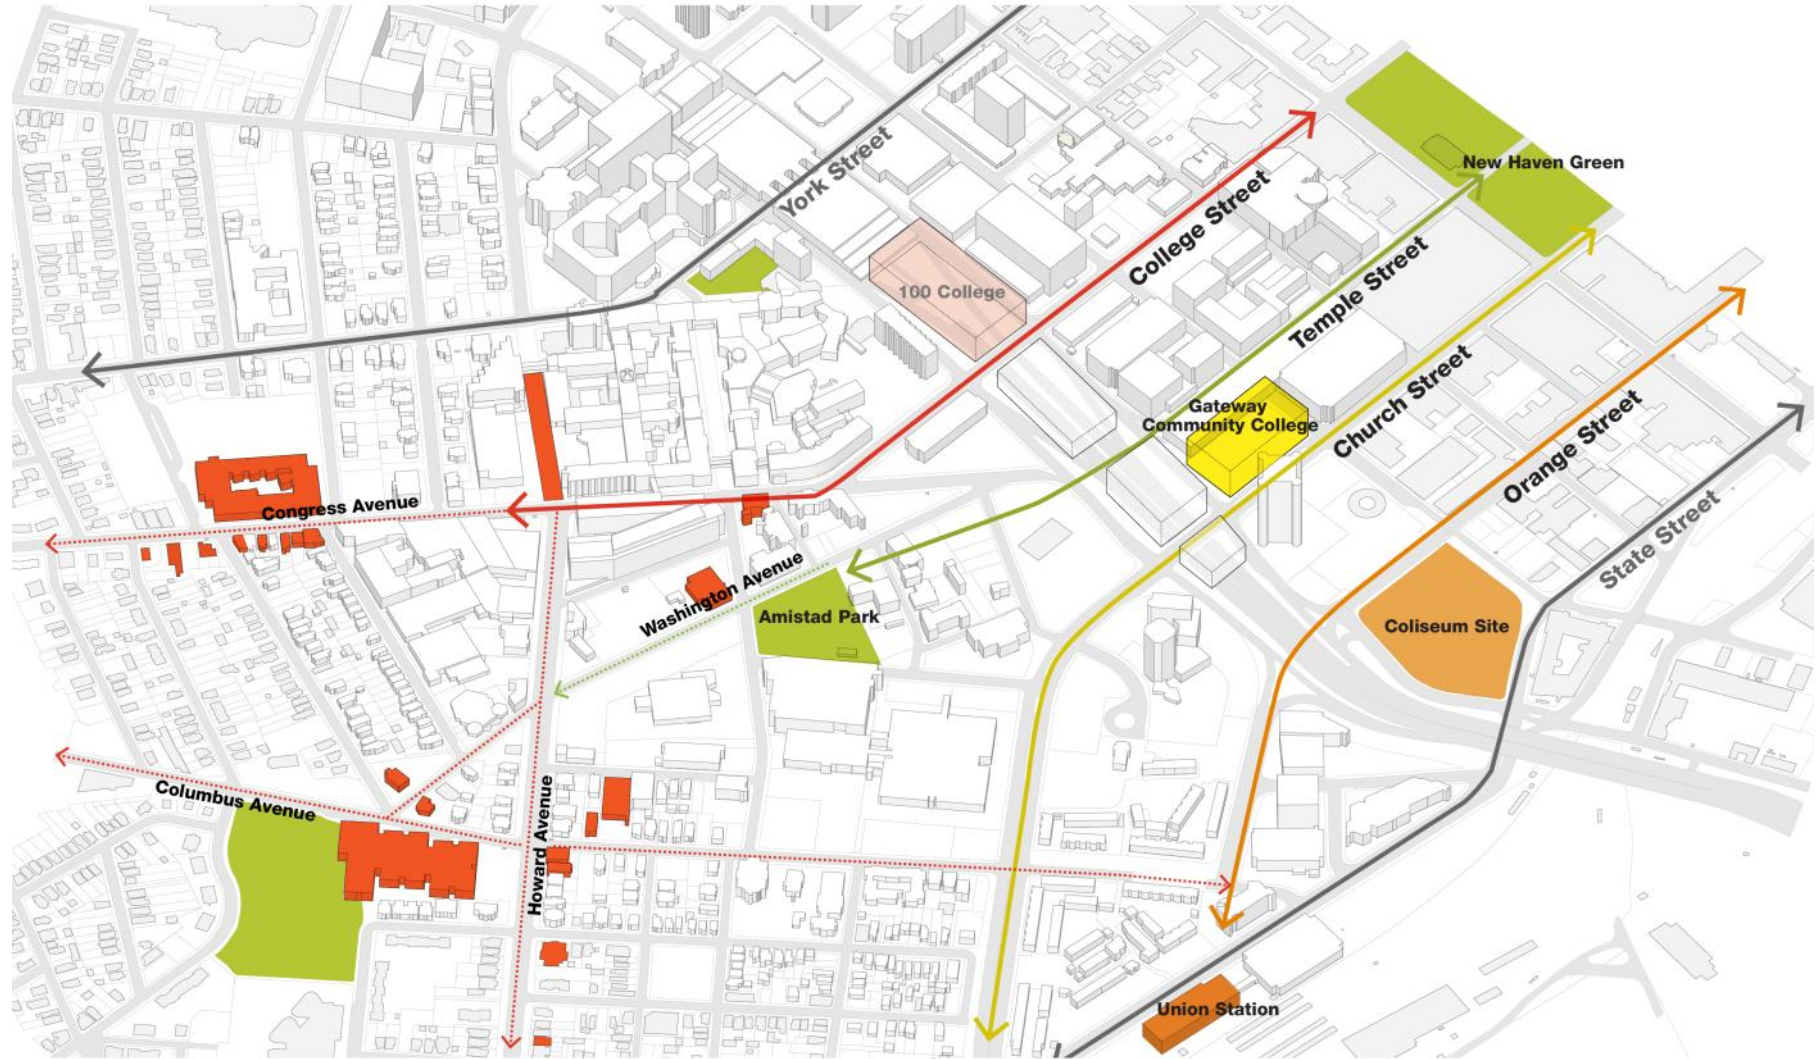 York Street
New Haven Green
College Street
100 College
Temple Street
Gateway
Community College
Church Street
Orange Street
State Street
Congress Avenue
Washington Avenue
Amistad Park
Coliseum Site
Columbus Avenue
Howard Avenue
Union Station